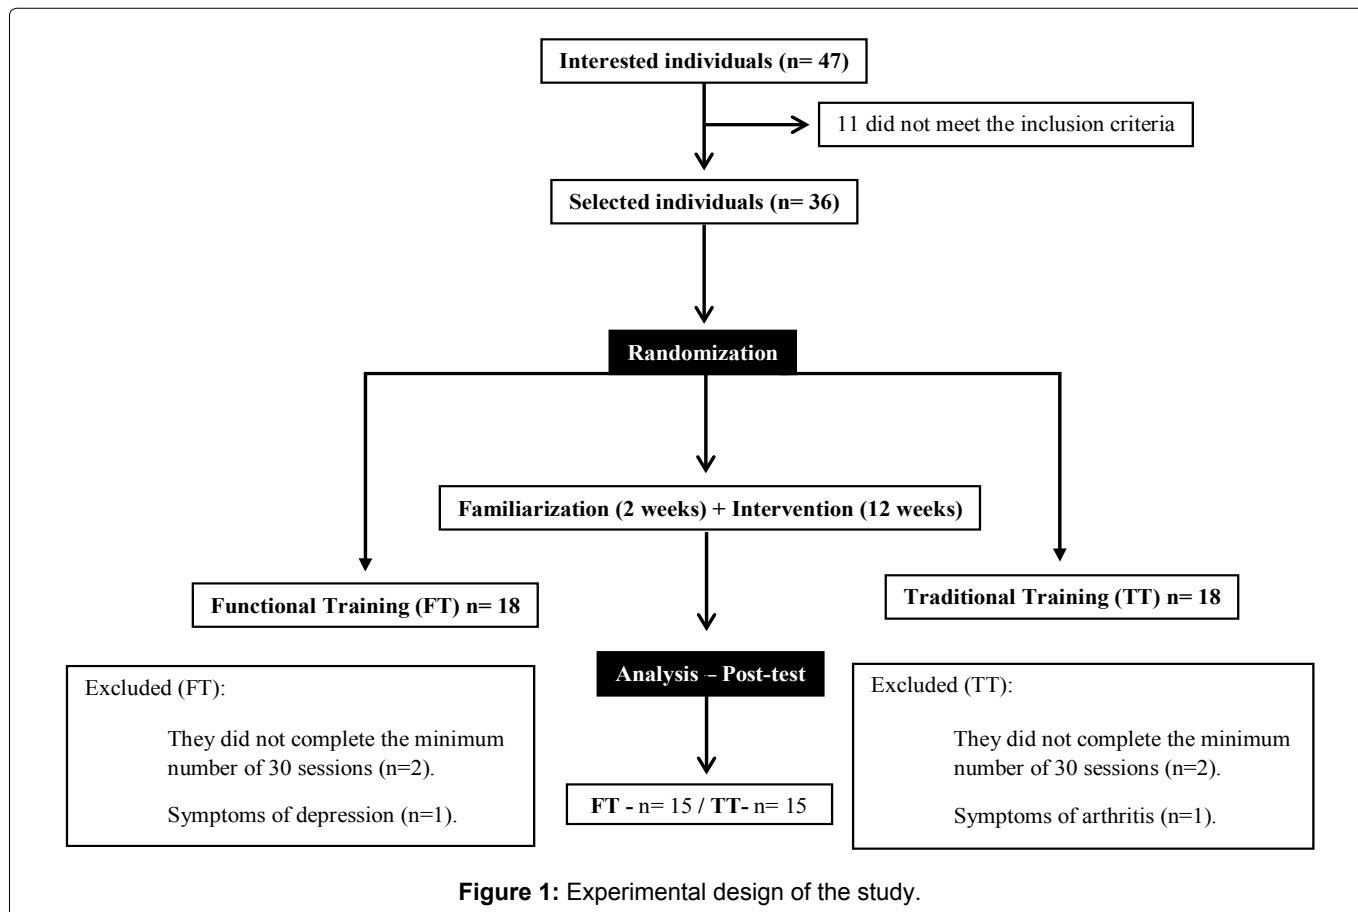 Interested individuals (n= 47)
11 did not meet the inclusion criteria
Selected individuals (n= 36)
Randomization
Familiarization (2 weeks) + Intervention (12 weeks)
Functional Training (FT) n= 18
Traditional Training (TT) n= 18
Analysis – Post-test
Excluded (FT):
They did not complete the minimum
number of 30 sessions (n=2).
Symptoms of depression (n=1).
FT - n= 15 / TT- n= 15
Excluded (TT):
They did not complete the minimum
number of 30 sessions (n=2).
Symptoms of arthritis (n=1).
Figure 1: Experimental design of the study.